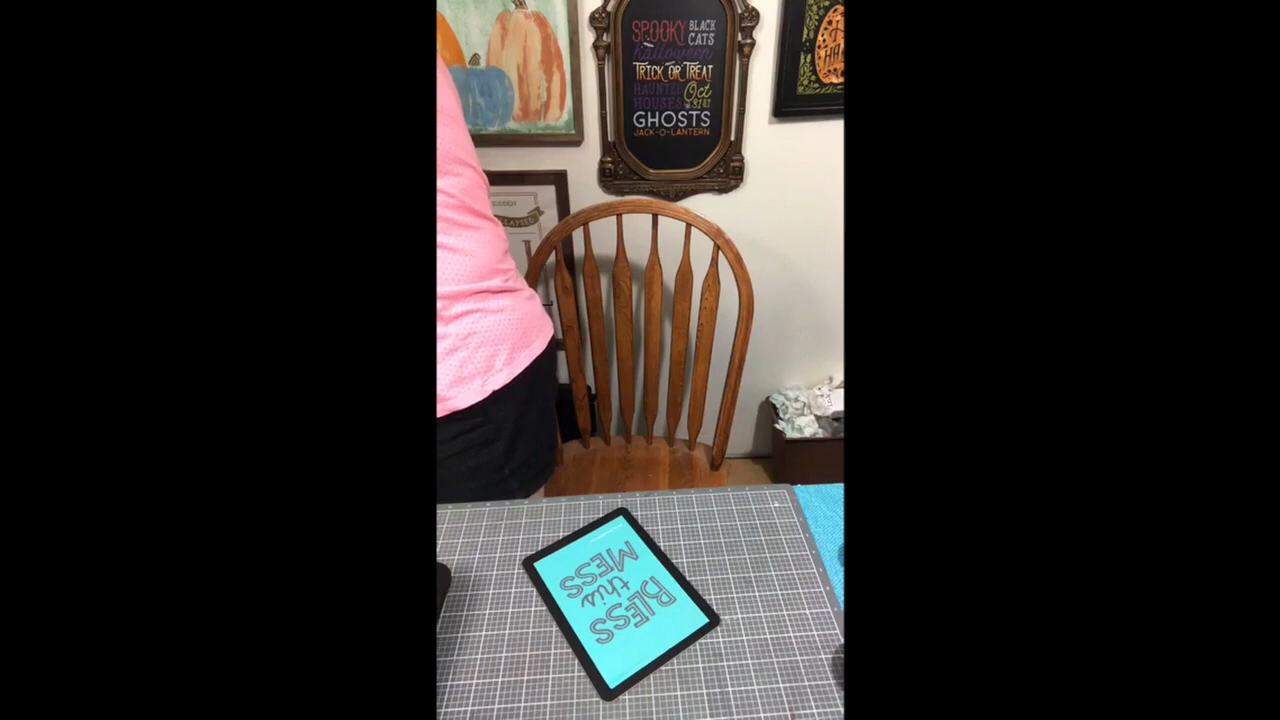 SPOOKY BLACK CATS
halloween
TRICK OR TREAT
HAUNTED HOUSES
Oct 31st
GHOSTS
JACK-O-LANTERN
BLESS
this
MESS